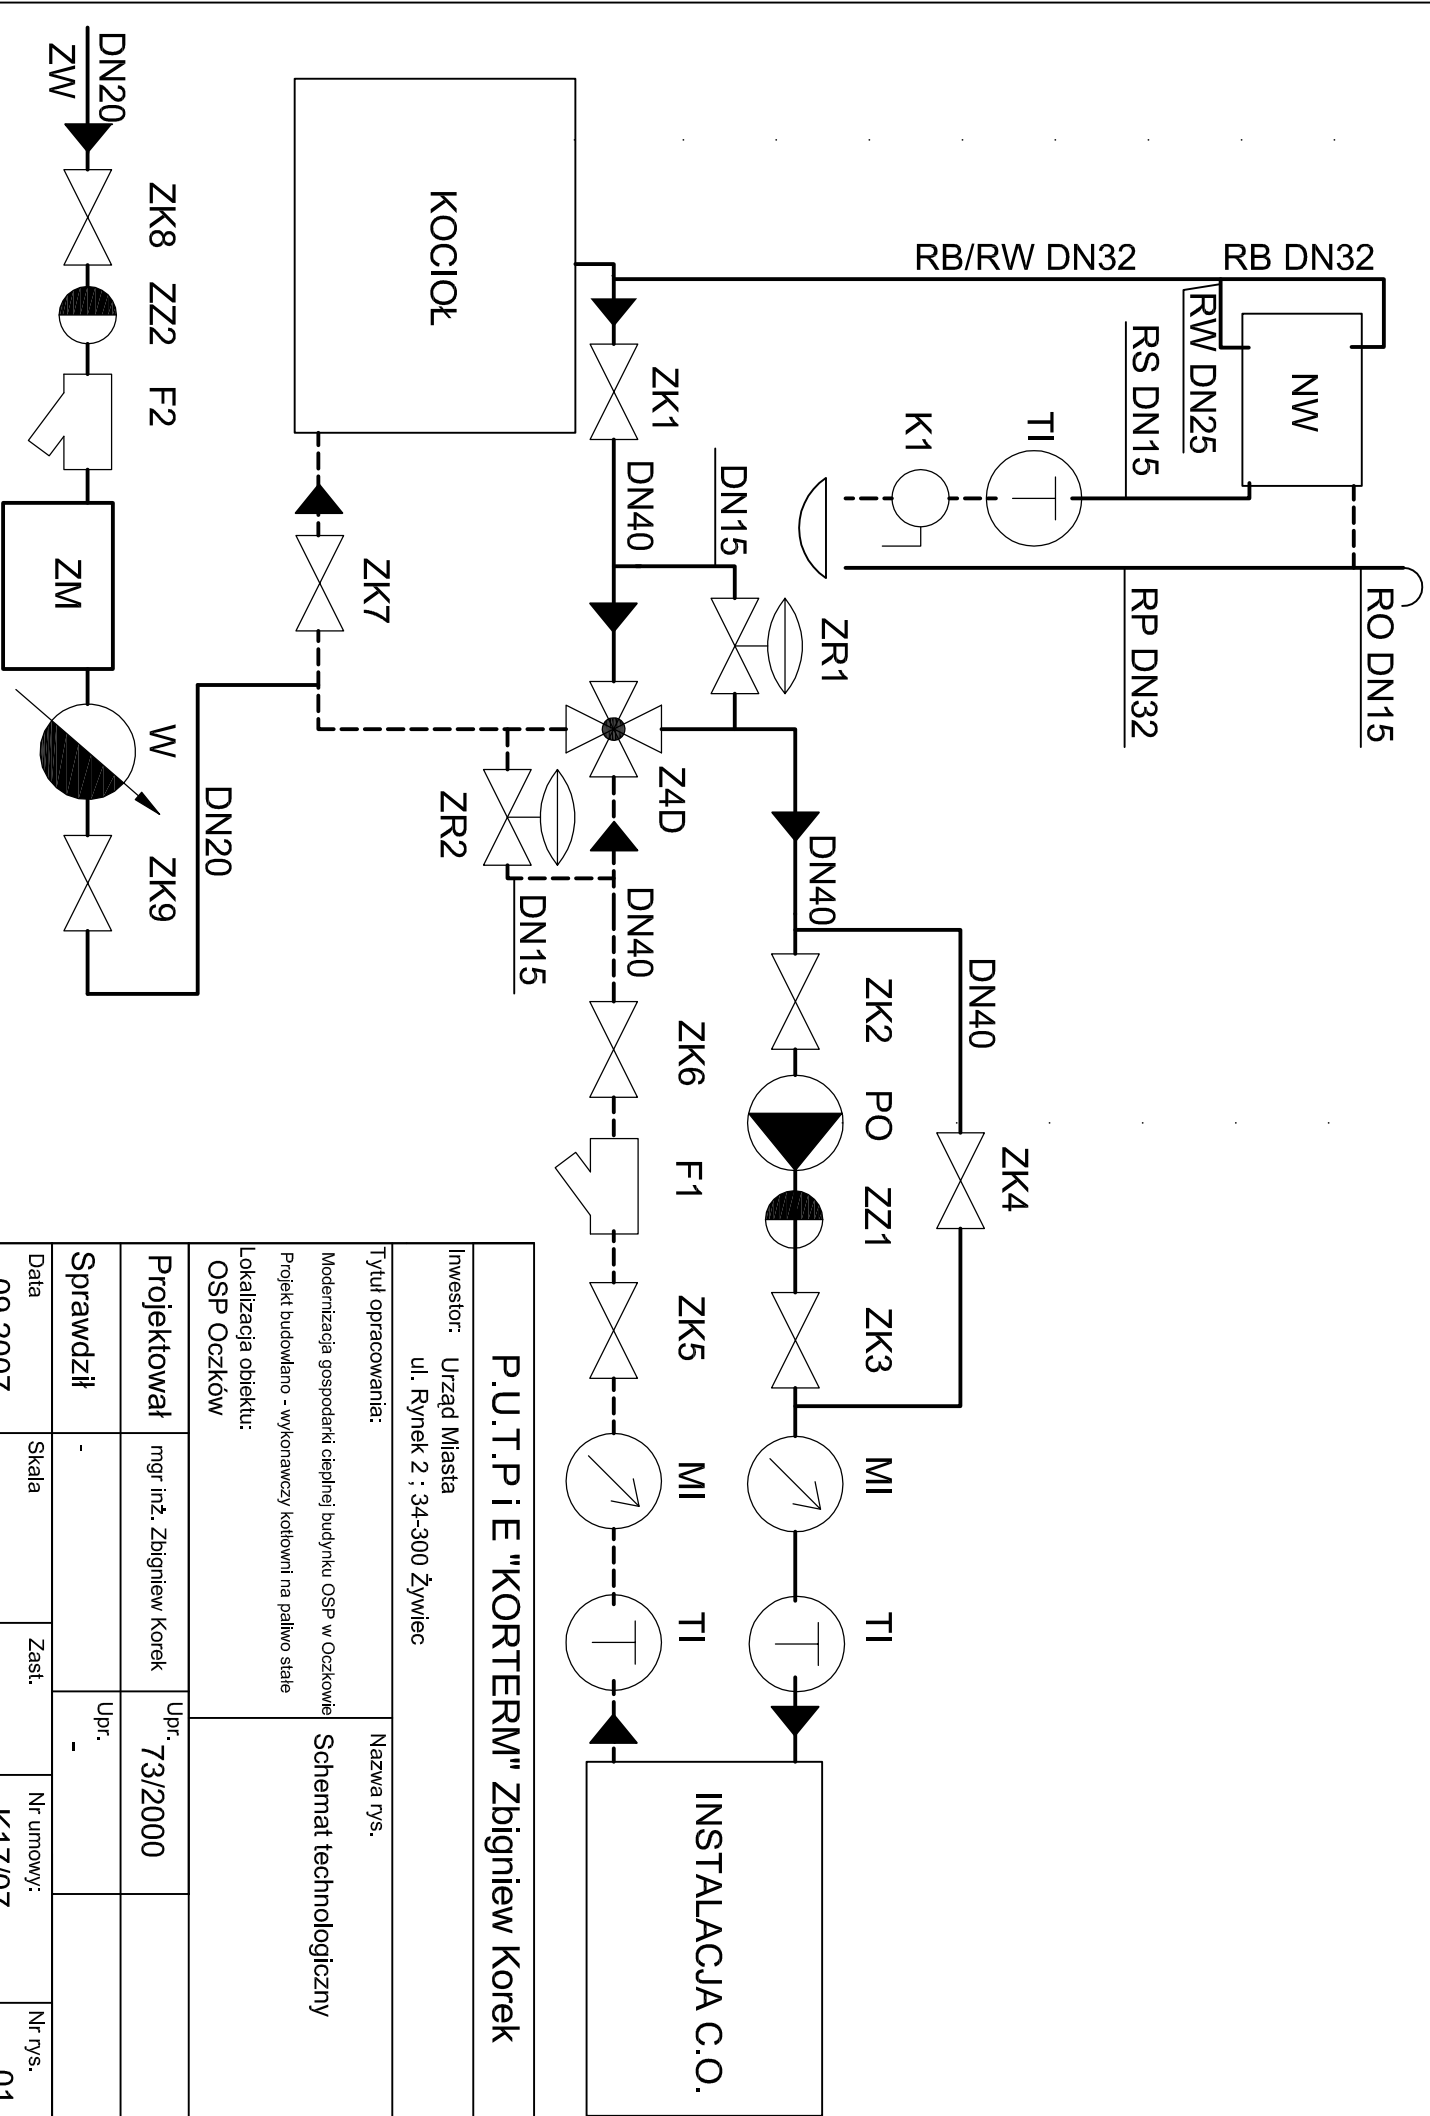 RB/RW DN32
RB DN32
NW
RW DN25
RS DN15
TI
K1
RO DN15
RP DN32
KOCIOŁ
ZK1
DN40
DN15
ZR1
Z4D
DN40
DN40
ZK4
ZK2
PO
ZZ1
ZK3
MI
TI
INSTALACJA C.O.
ZK7
ZR2
DN15
DN40
ZK6
F1
ZK5
MI
TI
DN20
ZW
ZK8
ZZ2
F2
ZM
W
ZK9
DN20
P.U.T.P i E "KORTERM" Zbigniew Korek
Inwestor: Urząd Miasta
ul. Rynek 2 ; 34-300 Żywiec
Tytuł opracowania:
Modernizacja gospodarki cieplnej budynku OSP w Oczkowie
Projekt budowlano - wykonawczy kotłowni na paliwo stałe
Nazwa rys.
Schemat technologiczny
Lokalizacja obiektu:
OSP Oczków
Projektował mgr inż. Zbigniew Korek Upr. 73/2000
Sprawdził - Upr. -
Data Skala Zast. Nr umowy: Nr rys.
09.2007 K17/07 01